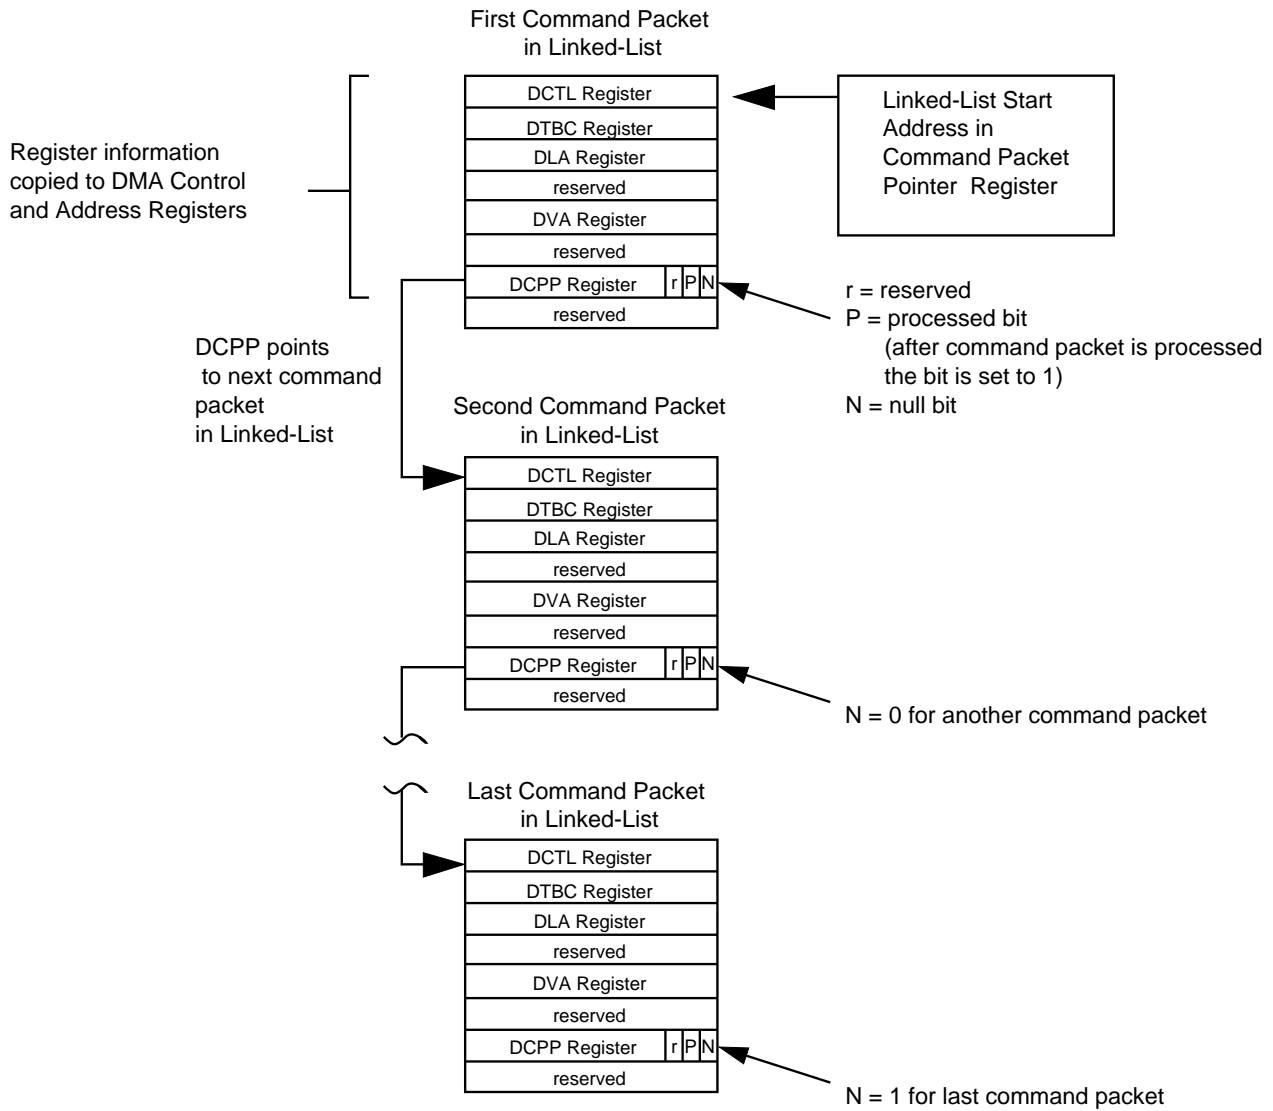 First Command Packet
in Linked-List
DCTL Register
DTBC Register
DLA Register
reserved
DVA Register
reserved
DCPP Register r P N
reserved
Linked-List Start
Address in
Command Packet
Pointer Register
Register information
copied to DMA Control
and Address Registers
r = reserved
P = processed bit
(after command packet is processed
the bit is set to 1)
N = null bit
DCPP points
to next command
packet
in Linked-List
Second Command Packet
in Linked-List
DCTL Register
DTBC Register
DLA Register
reserved
DVA Register
reserved
DCPP Register r P N
reserved
N = 0 for another command packet
Last Command Packet
in Linked-List
DCTL Register
DTBC Register
DLA Register
reserved
DVA Register
reserved
DCPP Register r P N
reserved
N = 1 for last command packet